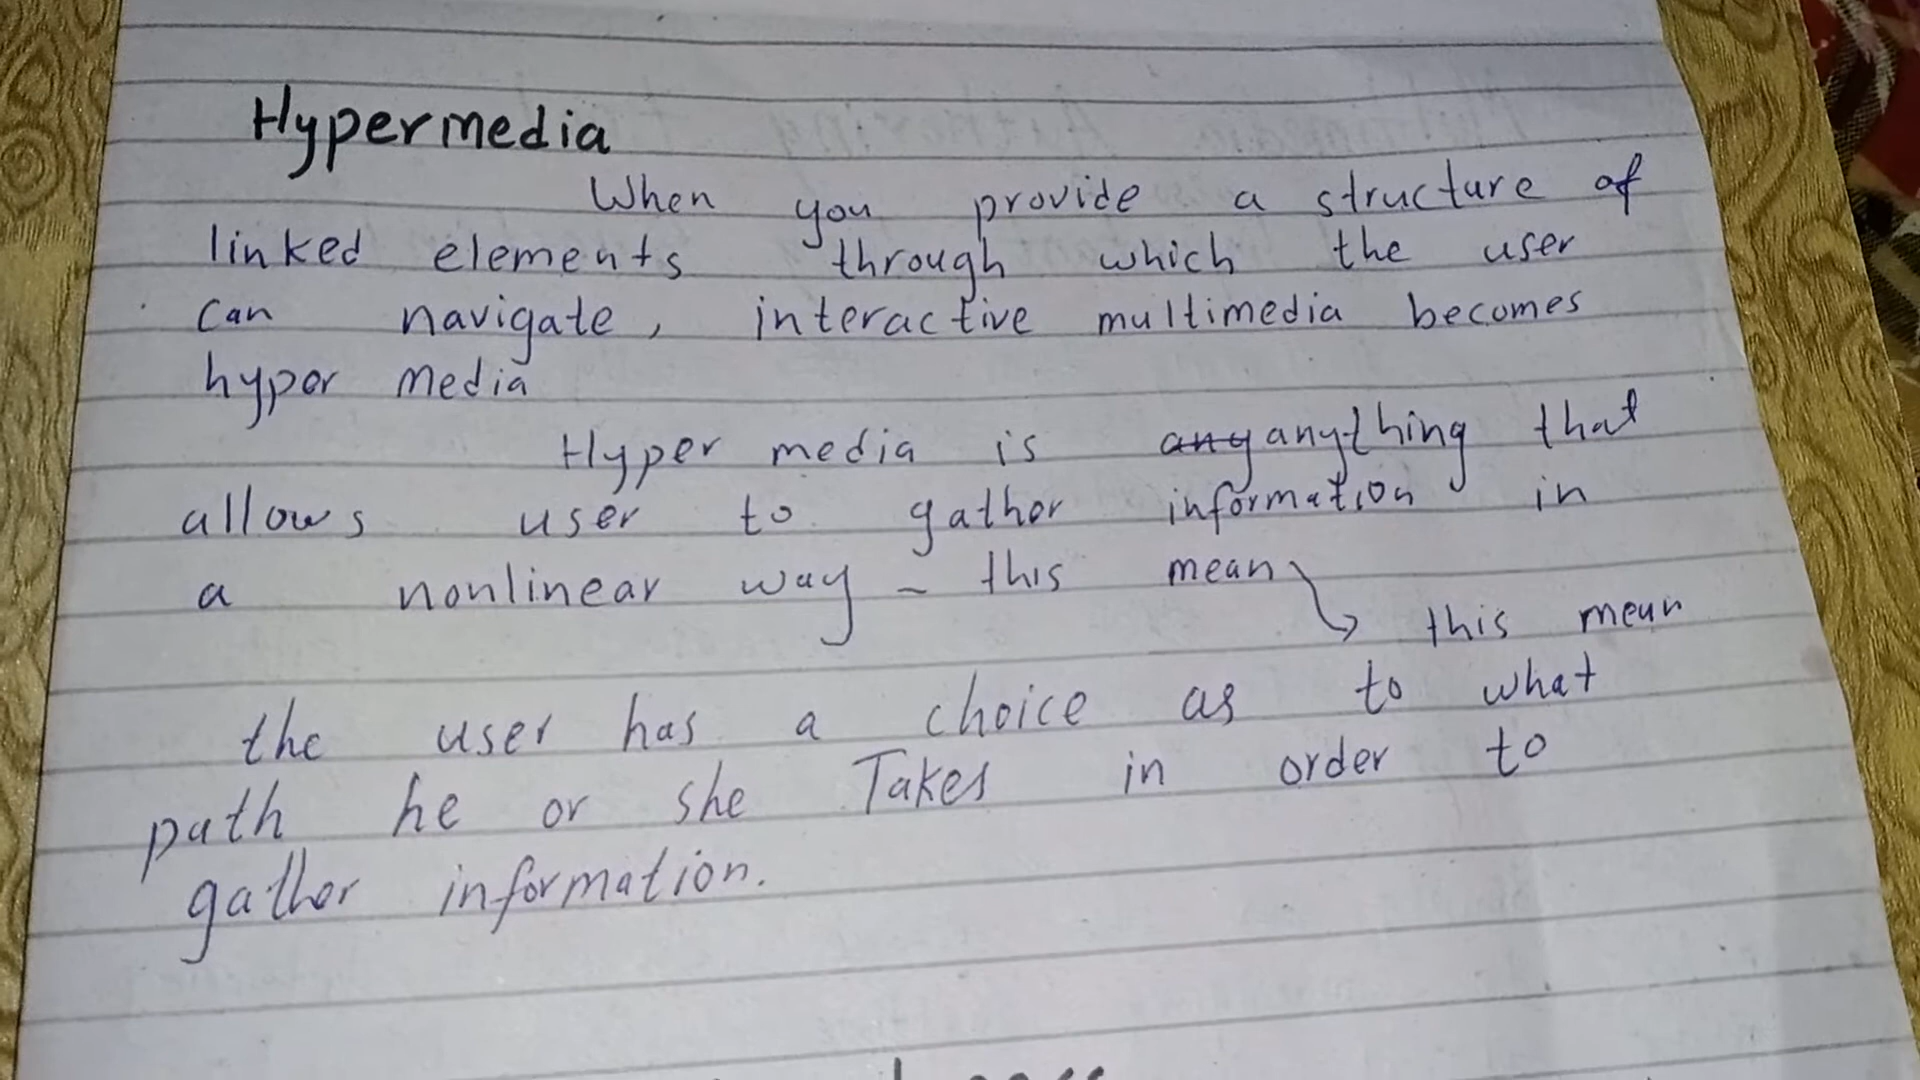 Hypermedia
When you provide a structure of
linked elements through which the user
can navigate, interactive multimedia becomes
hyper media
Hyper media is any anything that
allows user to gather information in
a nonlinear way - this mean
this mean
the user has a choice as to what
path he or she Takes in order to
gather information.